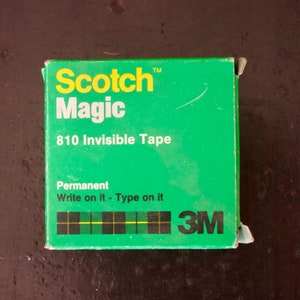 Scotch™
Magic
810 Invisible Tape
Permanent
Write on it - Type on it
3M